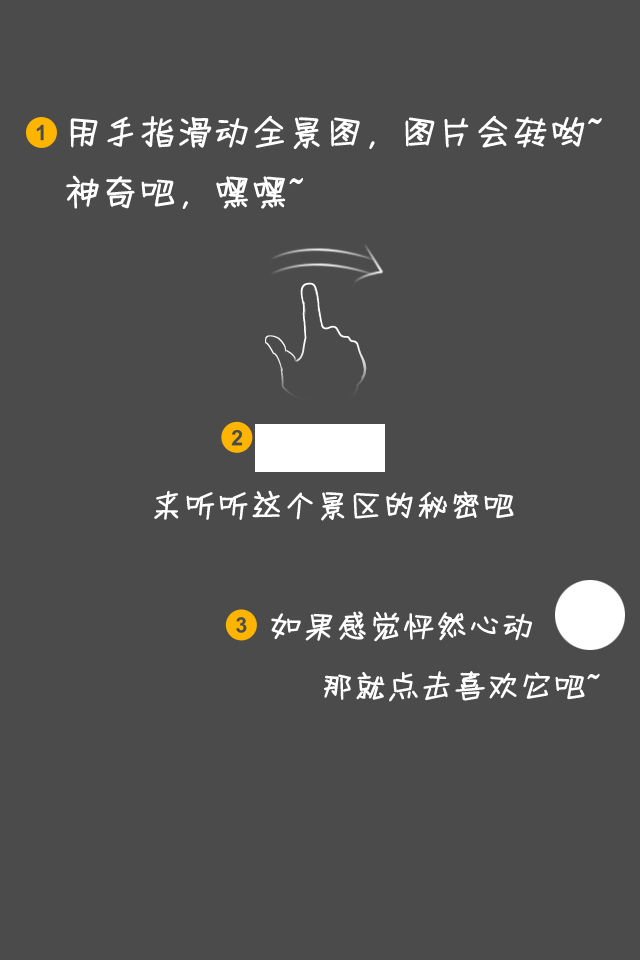 1 用手指滑动全景图，图片会转哟~
神奇吧，嘿嘿~
2
来听听这个景区的秘密吧
3 如果感觉怦然心动
那就点击喜欢它吧~